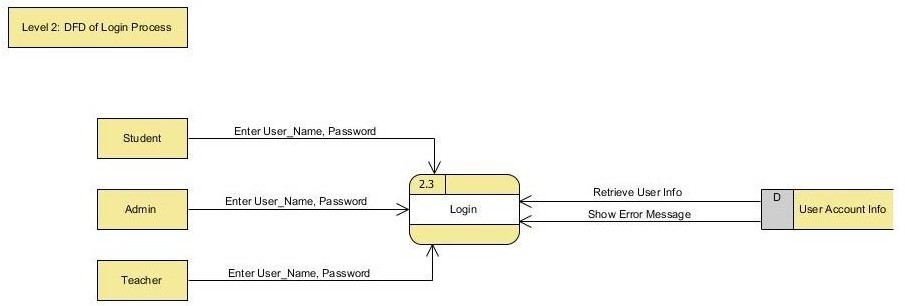 Level 2: DFD of Login Process
Student
Enter User_Name, Password
2.3
Admin
Enter User_Name, Password
Login
Retrieve User Info
Show Error Message
D
User Account Info
Teacher
Enter User_Name, Password